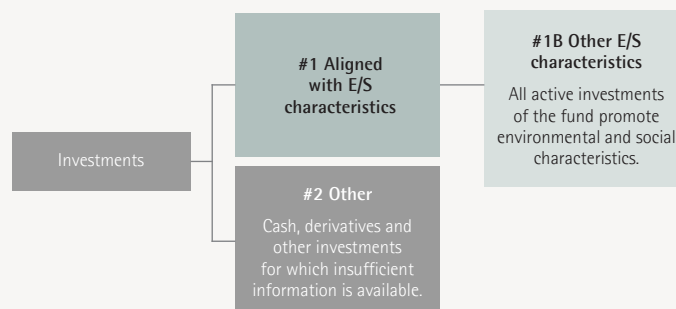 Investments
#1 Aligned
with E/S
characteristics
#2 Other
Cash, derivatives and
other investments
for which insufficient
information is available.
#1B Other E/S
characteristics
All active investments
of the fund promote
environmental and social
characteristics.